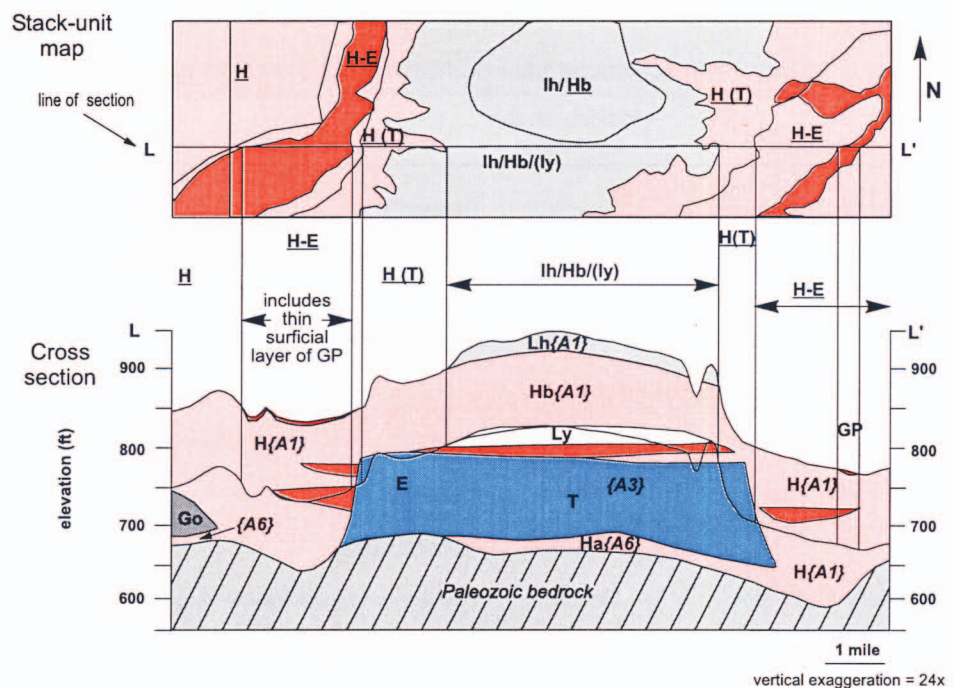 Stack-unit
map
H
H-E
Ih/Hb
H (T)
N
line of section
H (T)
H-E
L
L'
Ih/Hb/(ly)
H-E
H(T)
H
H (T)
Ih/Hb/(ly)
H-E
includes
thin
surficial
layer of GP
L
L'
Cross
section
Lh{A1}
900
900
Hb{A1}
GP
H{A1}
Ly
800
800
elevation (ft)
E
{A3}
H{A1}
T
Go
{A6}
700
700
Ha{A6}
H{A1}
Paleozoic bedrock
600
600
1 mile
vertical exaggeration = 24x